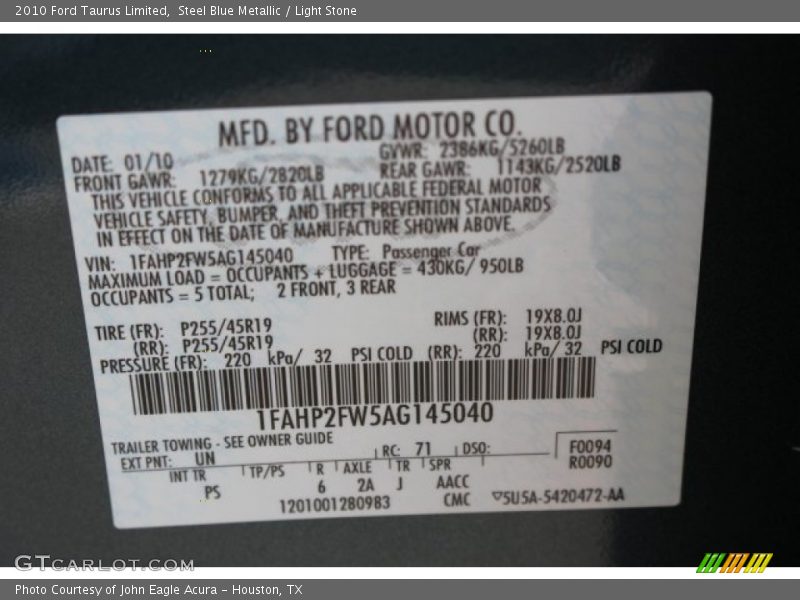 2010 Ford Taurus Limited,  Steel Blue Metallic / Light Stone
MFD. BY FORD MOTOR CO.
DATE: 01/10 GVWR: 2386KG/5260LB
FRONT GAWR: 1279KG/2820LB REAR GAWR: 1143KG/2520LB
THIS VEHICLE CONFORMS TO ALL APPLICABLE FEDERAL MOTOR
VEHICLE SAFETY, BUMPER, AND THEFT PREVENTION STANDARDS
IN EFFECT ON THE DATE OF MANUFACTURE SHOWN ABOVE.
VIN: 1FAHP2FW5AG145040 TYPE: Passenger Car
MAXIMUM LOAD = OCCUPANTS + LUGGAGE = 430KG/ 950LB
OCCUPANTS = 5 TOTAL; 2 FRONT, 3 REAR
TIRE (FR): P255/45R19 RIMS (FR): 19X8.0J
(RR): P255/45R19 (RR): 19X8.0J
PRESSURE (FR): 220 kPa/ 32 PSI COLD (RR): 220 kPa/ 32 PSI COLD
1FAHP2FW5AG145040
TRAILER TOWING - SEE OWNER GUIDE
EXT PNT: UN RC: 71 DSO: F0094
INT TR TP/PS R AXLE TR SPR R0090
PS 6 2A J AACC
1201001280983 CMC ▽5U5A-5420472-AA
GTCARLOT.COM
Photo Courtesy of John Eagle Acura - Houston, TX